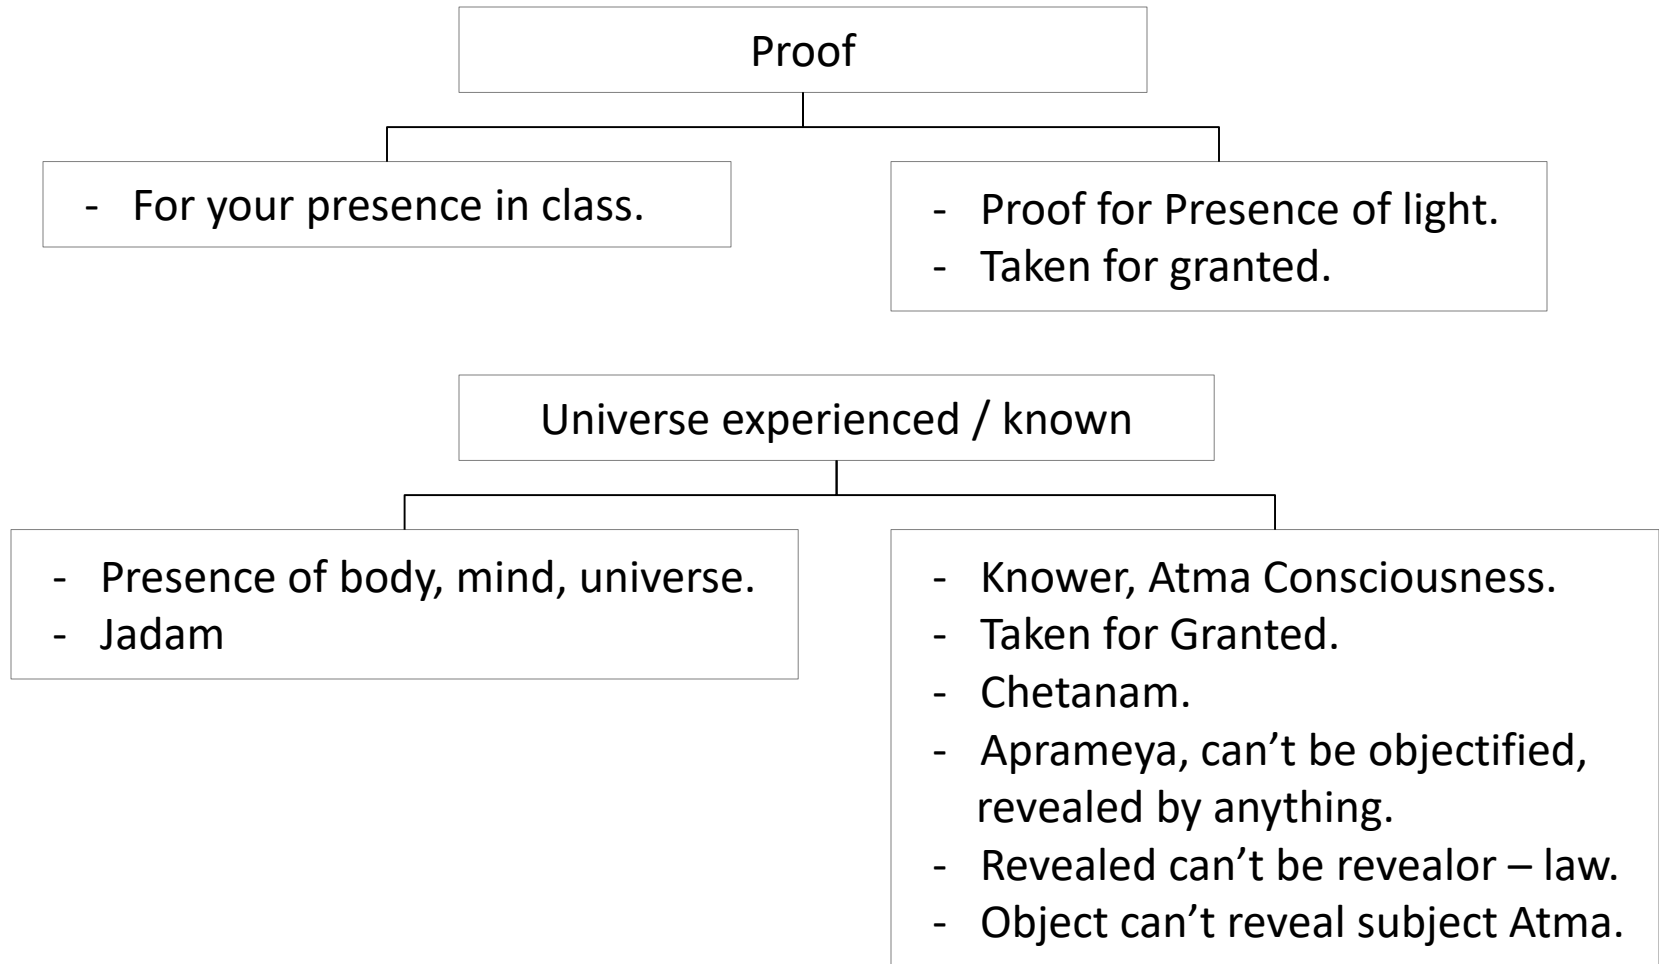 Proof
- For your presence in class.
- Proof for Presence of light.
- Taken for granted.
Universe experienced / known
- Presence of body, mind, universe.
- Jadam
- Knower, Atma Consciousness.
- Taken for Granted.
- Chetanam.
- Aprameya, can’t be objectified,
revealed by anything.
- Revealed can’t be revealor – law.
- Object can’t reveal subject Atma.